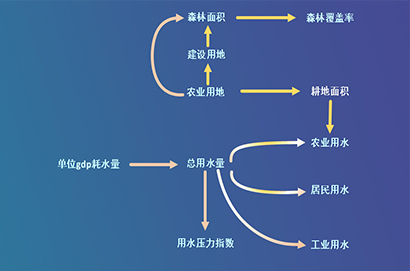 森林面积
森林覆盖率
建设用地
农业用地
耕地面积
农业用水
单位gdp耗水量
总用水量
居民用水
用水压力指数
工业用水